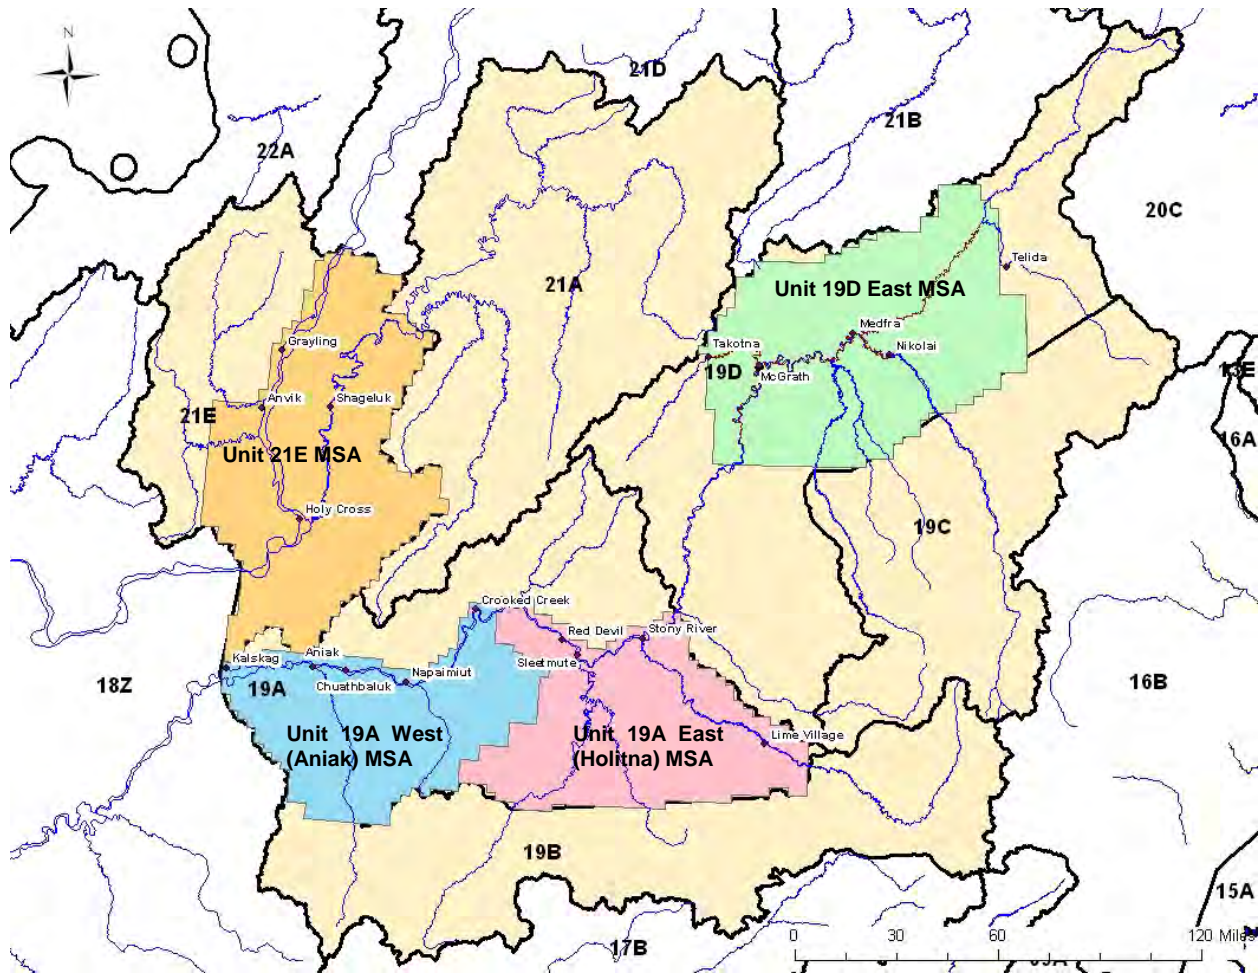 N
21D
21B
22A
20C
Telida
21A
Unit 19D East MSA
Medfra
Grayling
Takotna
Nikolai
19D
McGrath
13E
Anvik
Shageluk
21E
16A
Unit 21E MSA
Holy Cross
19C
Crooked Creek
Red Devil
Stony River
Kalskag
Aniak
Sleetmute
Napaimiut
18Z
19A
Chuathbaluk
16B
Unit 19A West
(Aniak) MSA
Unit 19A East
(Holitna) MSA
Lime Village
19B
15A
17B
0 30 60 120 Miles